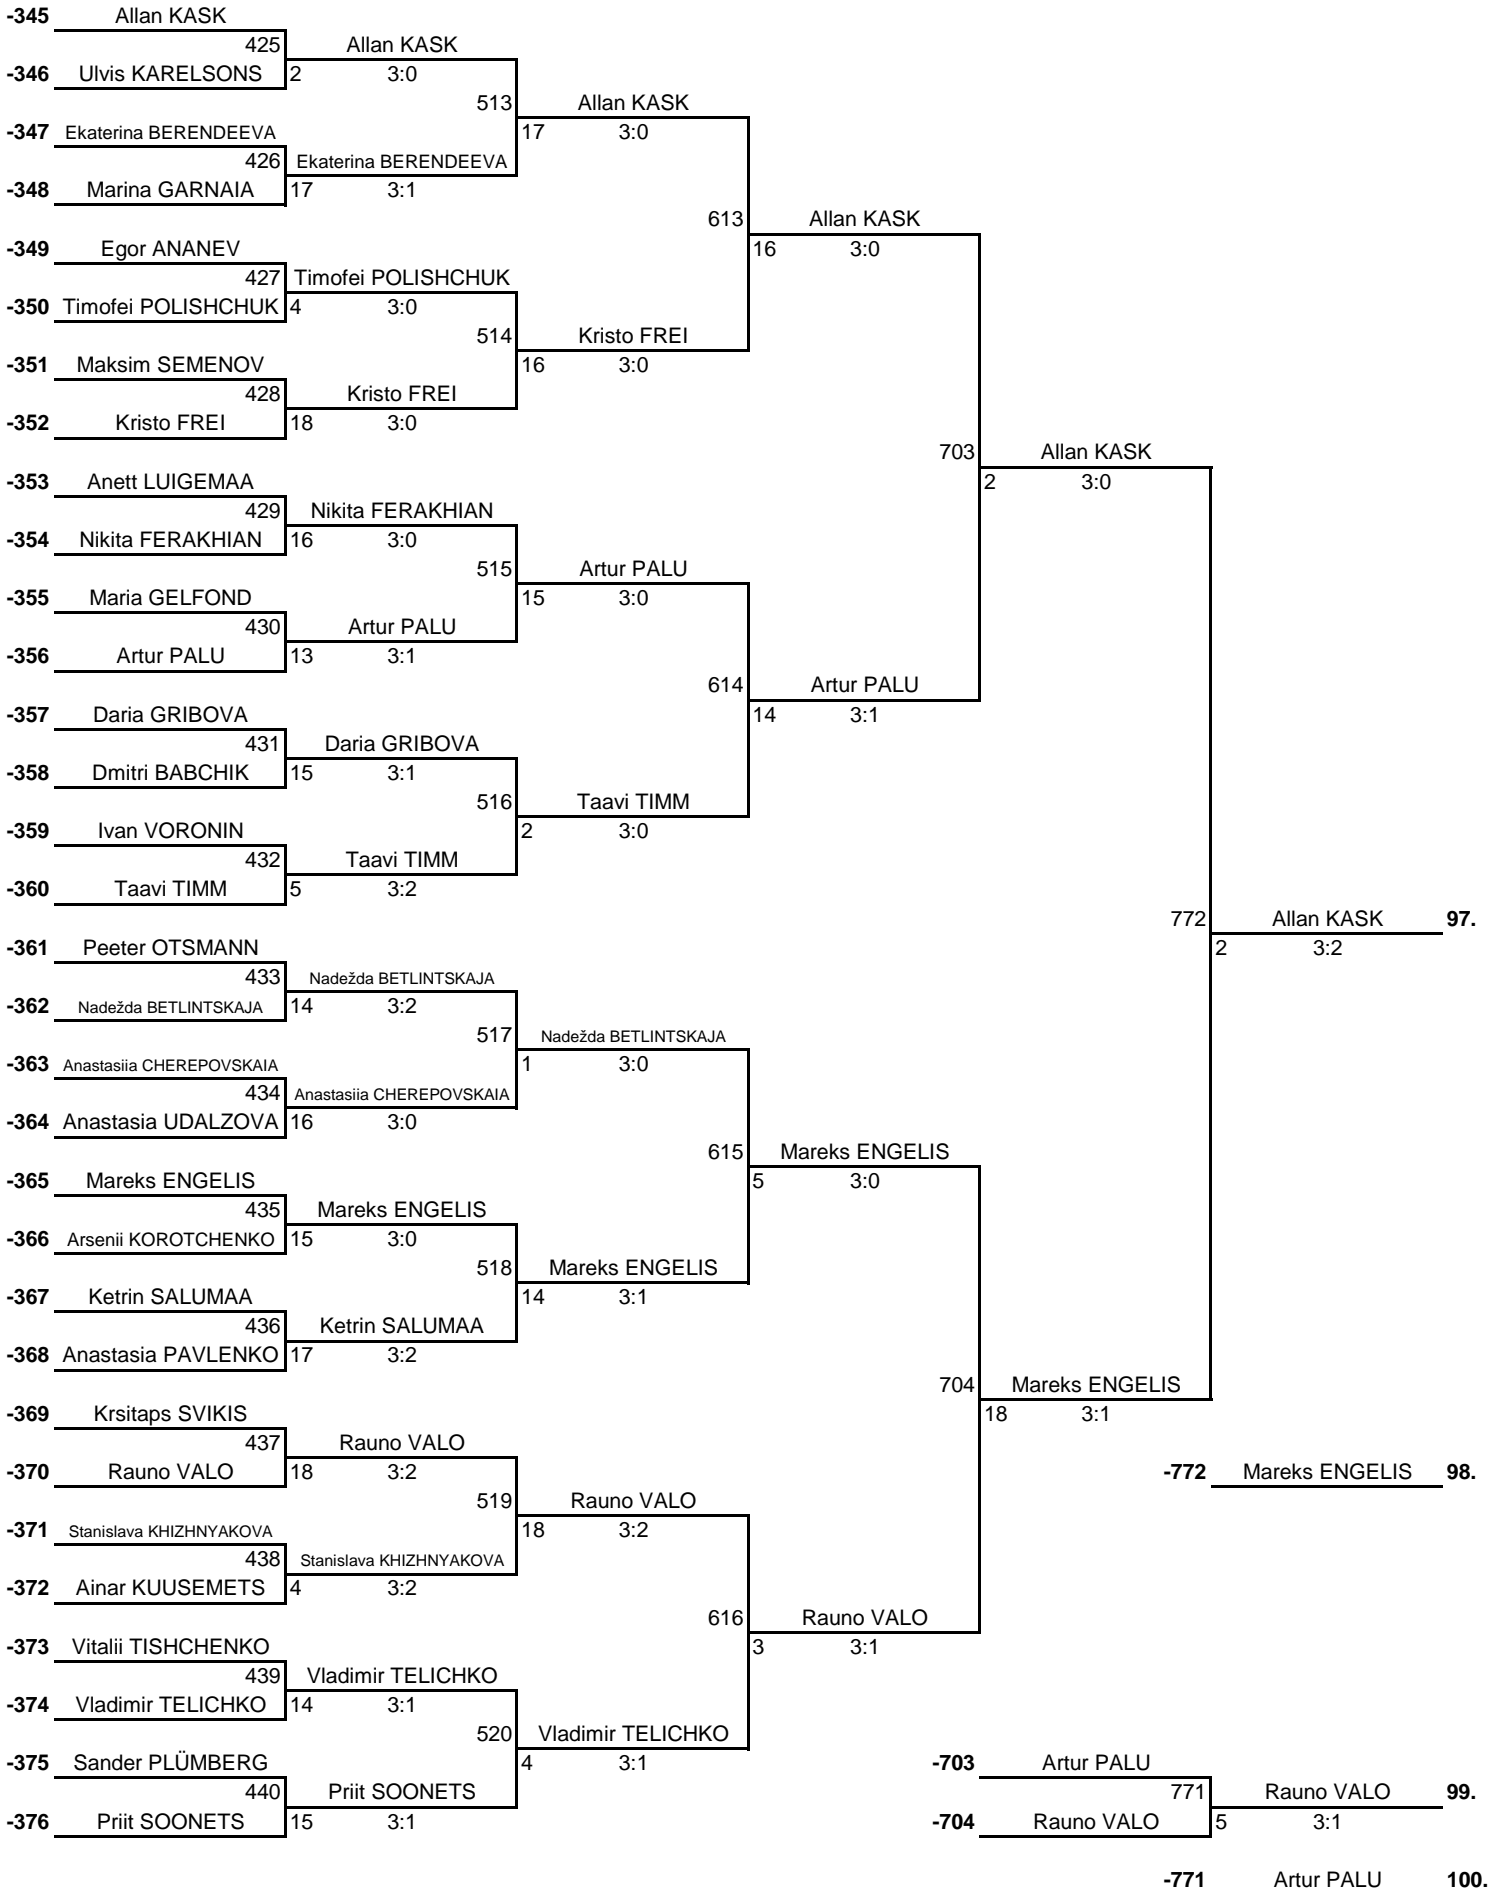 -345 Allan KASK
425 Allan KASK
-346 Ulvis KARELSONS 2 3:0
513 Allan KASK
-347 Ekaterina BERENDEEVA 17 3:0
426 Ekaterina BERENDEEVA
-348 Marina GARNAIA 17 3:1
613 Allan KASK
-349 Egor ANANEV 16 3:0
427 Timofei POLISHCHUK
-350 Timofei POLISHCHUK 4 3:0
514 Kristo FREI
-351 Maksim SEMENOV 16 3:0
428 Kristo FREI
-352 Kristo FREI 18 3:0
703 Allan KASK
-353 Anett LUIGEMAA 2 3:0
429 Nikita FERAKHIAN
-354 Nikita FERAKHIAN 16 3:0
515 Artur PALU
-355 Maria GELFOND 15 3:0
430 Artur PALU
-356 Artur PALU 13 3:1
614 Artur PALU
-357 Daria GRIBOVA 14 3:1
431 Daria GRIBOVA
-358 Dmitri BABCHIK 15 3:1
516 Taavi TIMM
-359 Ivan VORONIN 2 3:0
432 Taavi TIMM
-360 Taavi TIMM 5 3:2
772 Allan KASK 97.
-361 Peeter OTSMANN 2 3:2
433 Nadežda BETLINTSKAJA
-362 Nadežda BETLINTSKAJA 14 3:2
517 Nadežda BETLINTSKAJA
-363 Anastasiia CHEREPOVSKAIA 1 3:0
434 Anastasiia CHEREPOVSKAIA
-364 Anastasia UDALZOVA 16 3:0
615 Mareks ENGELIS
-365 Mareks ENGELIS 5 3:0
435 Mareks ENGELIS
-366 Arsenii KOROTCHENKO 15 3:0
518 Mareks ENGELIS
-367 Ketrin SALUMAA 14 3:1
436 Ketrin SALUMAA
-368 Anastasia PAVLENKO 17 3:2
704 Mareks ENGELIS
-369 Krsitaps SVIKIS 18 3:1
437 Rauno VALO
-370 Rauno VALO 18 3:2 -772 Mareks ENGELIS 98.
519 Rauno VALO
-371 Stanislava KHIZHNYAKOVA 18 3:2
438 Stanislava KHIZHNYAKOVA
-372 Ainar KUUSEMETS 4 3:2
616 Rauno VALO
-373 Vitalii TISHCHENKO 3 3:1
439 Vladimir TELICHKO
-374 Vladimir TELICHKO 14 3:1
520 Vladimir TELICHKO
-375 Sander PLÜMBERG 4 3:1 -703 Artur PALU
440 Priit SOONETS 771 Rauno VALO 99.
-376 Priit SOONETS 15 3:1 -704 Rauno VALO 5 3:1
-771 Artur PALU 100.